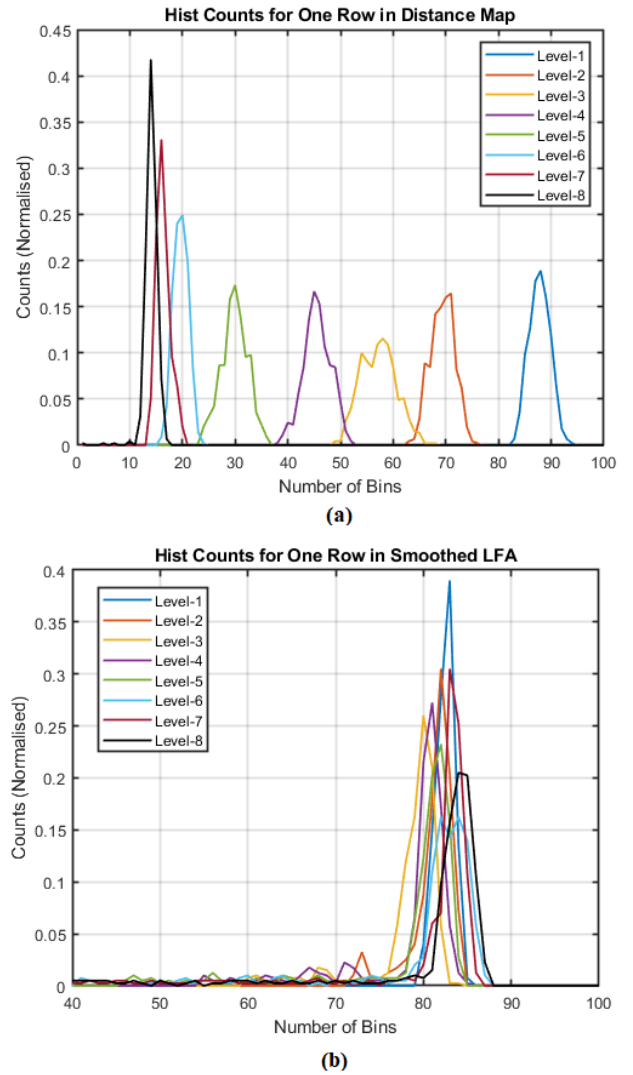 Hist Counts for One Row in Distance Map
0.45
0.4
0.35
0.3
0.25
0.2
0.15
0.1
0.05
0
Counts (Normalised)
Level-1
Level-2
Level-3
Level-4
Level-5
Level-6
Level-7
Level-8
0 10 20 30 40 50 60 70 80 90 100
Number of Bins
(a)
Hist Counts for One Row in Smoothed LFA
0.4
0.35
0.3
0.25
0.2
0.15
0.1
0.05
0
Counts (Normalised)
Level-1
Level-2
Level-3
Level-4
Level-5
Level-6
Level-7
Level-8
40 50 60 70 80 90 100
Number of Bins
(b)